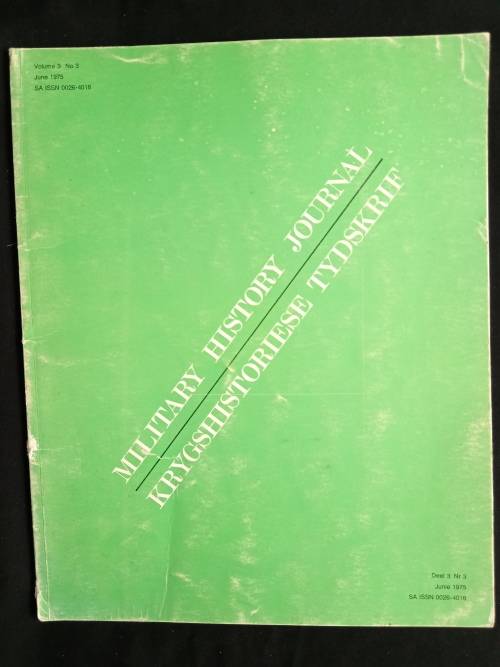 Volume 3 No 3
June 1975
SA ISSN 0026-4016
MILITARY HISTORY JOURNAL
KRYGSHISTORIESE TYDSKRIF
Deel 3 Nr 3
Junie 1975
SA ISSN 0026-4016